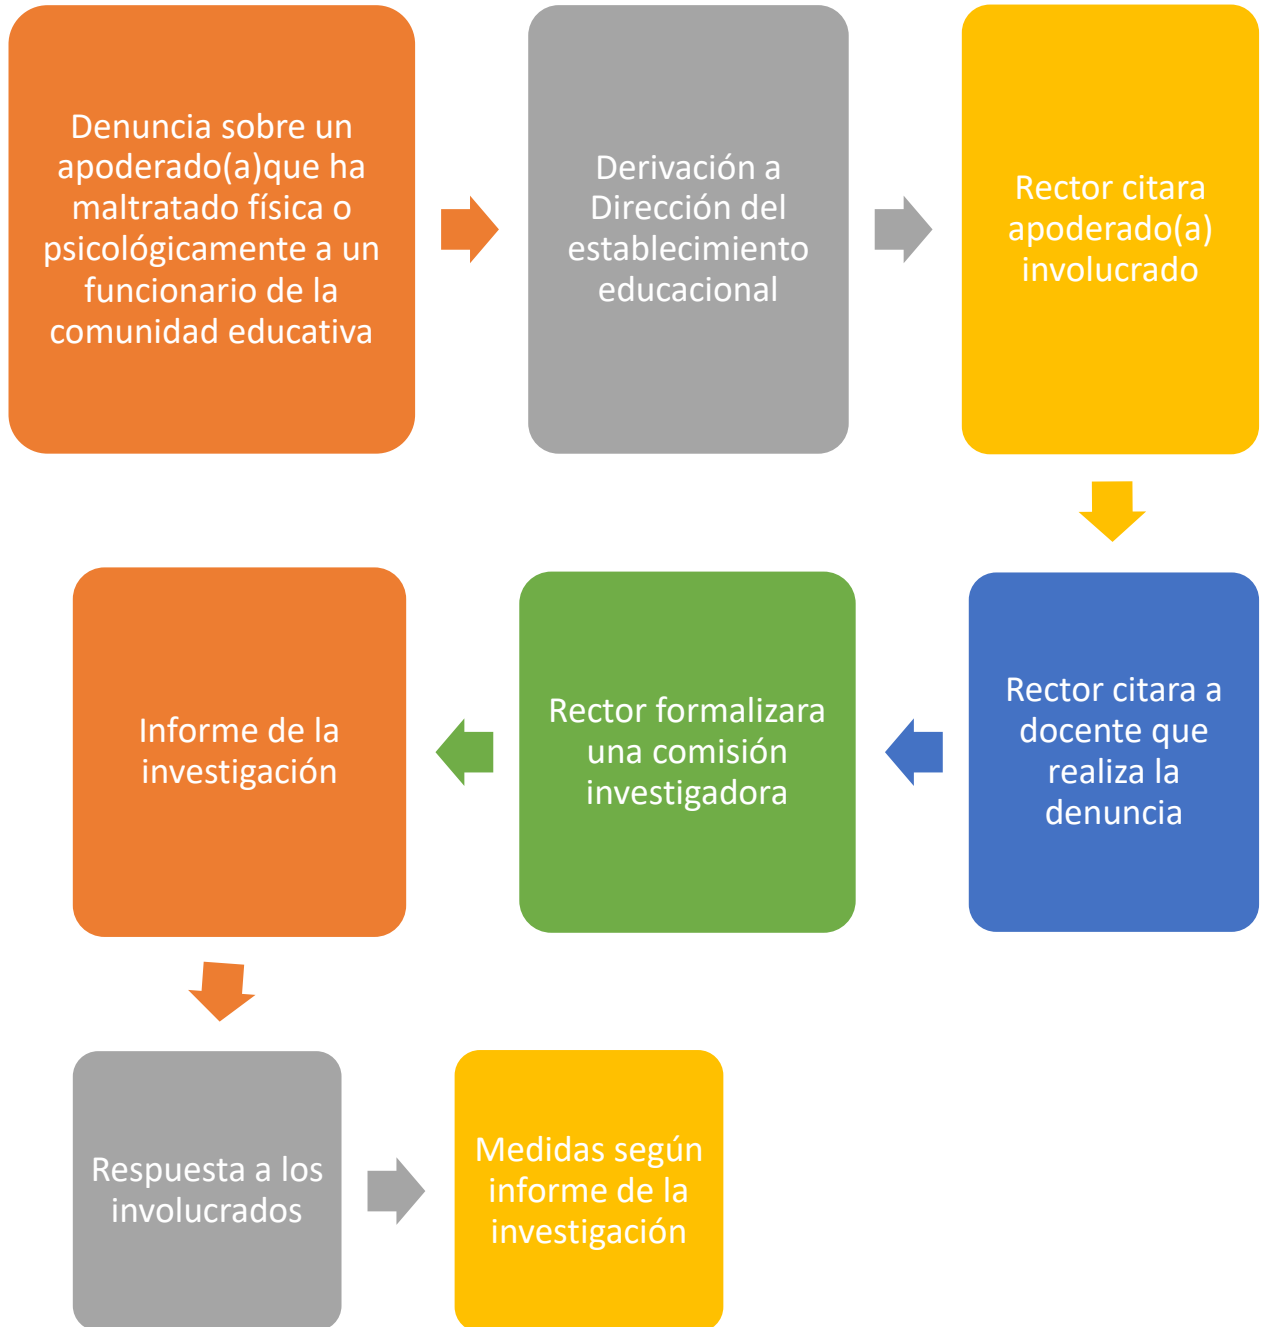 Denuncia sobre un
apoderado(a)que ha
maltratado física o
psicológicamente a un
funcionario de la
comunidad educativa
Derivación a
Dirección del
establecimiento
educacional
Rector citara
apoderado(a)
involucrado
Rector citara a
docente que
realiza la
denuncia
Rector formalizara
una comisión
investigadora
Informe de la
investigación
Respuesta a los
involucrados
Medidas según
informe de la
investigación